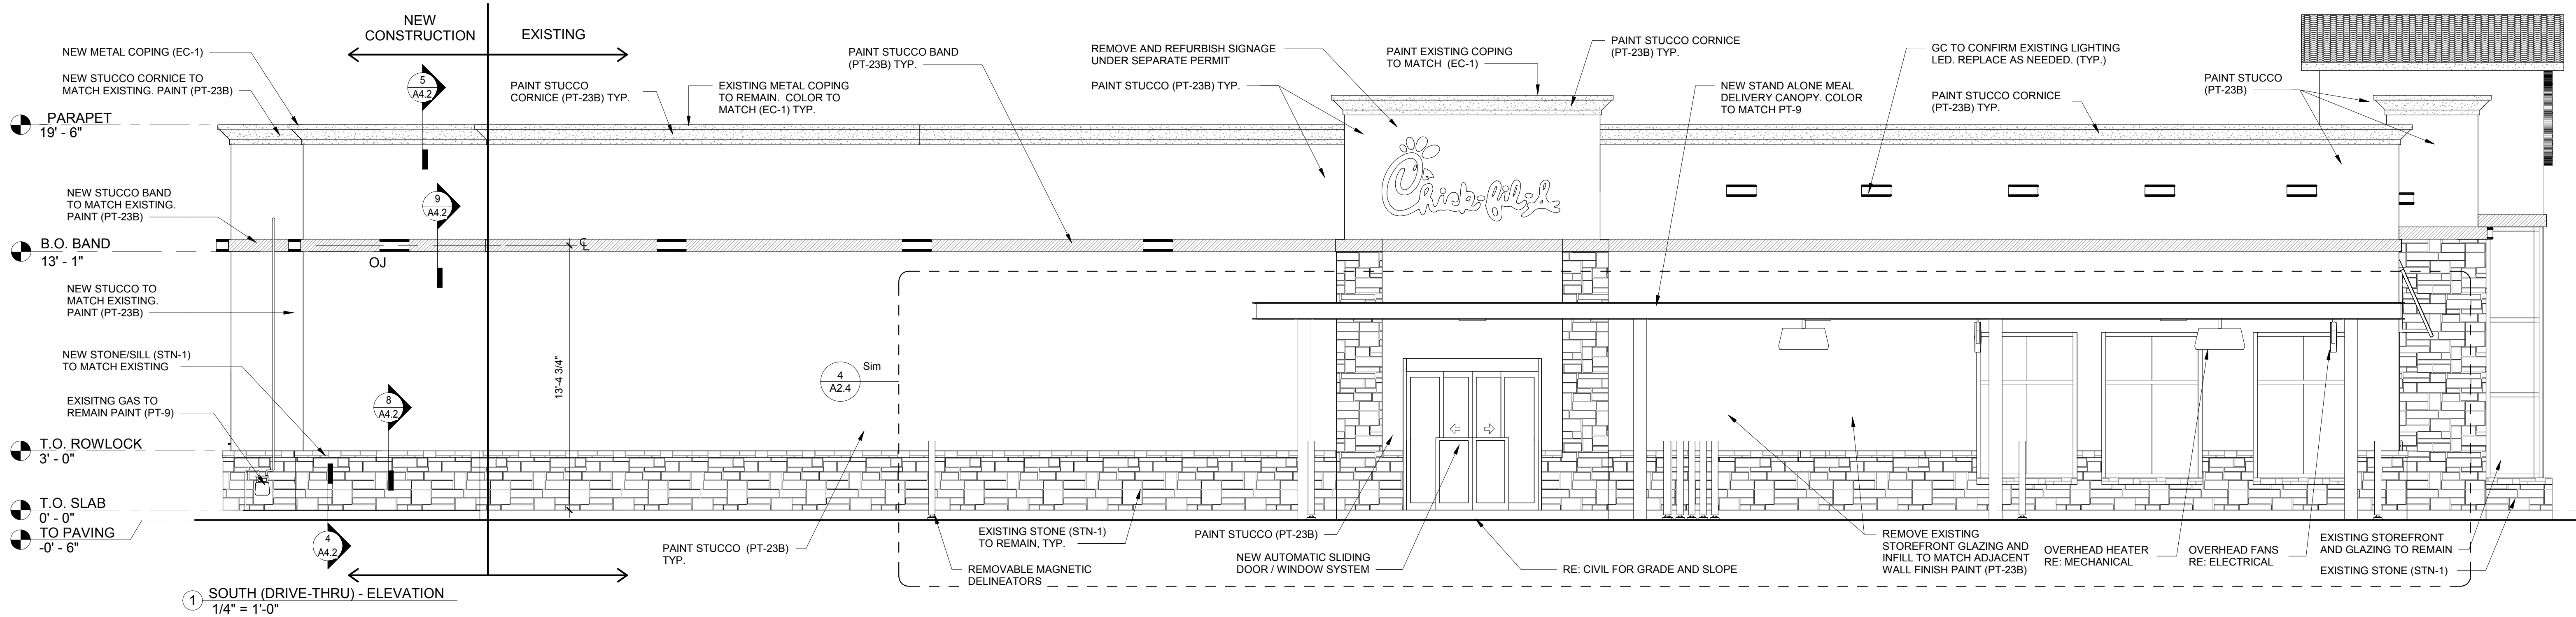 NEW
CONSTRUCTION
EXISTING
NEW METAL COPING (EC-1)
NEW STUCCO CORNICE TO
MATCH EXISTING. PAINT (PT-23B)
5
A4.2
PAINT STUCCO
CORNICE (PT-23B) TYP.
EXISTING METAL COPING
TO REMAIN.  COLOR TO
MATCH (EC-1) TYP.
PAINT STUCCO BAND
(PT-23B) TYP.
REMOVE AND REFURBISH SIGNAGE
UNDER SEPARATE PERMIT
PAINT STUCCO (PT-23B) TYP.
PAINT EXISTING COPING
TO MATCH  (EC-1)
PAINT STUCCO CORNICE
(PT-23B) TYP.
NEW STAND ALONE MEAL
DELIVERY CANOPY. COLOR
TO MATCH PT-9
GC TO CONFIRM EXISTING LIGHTING
LED. REPLACE AS NEEDED. (TYP.)
PAINT STUCCO CORNICE
(PT-23B) TYP.
PAINT STUCCO
(PT-23B)
PARAPET
19' - 6"
Chick-fil-A
NEW STUCCO BAND
TO MATCH EXISTING.
PAINT (PT-23B)
9
A4.2
B.O. BAND
13' - 1"
CL
OJ
NEW STUCCO TO
MATCH EXISTING.
PAINT (PT-23B)
13'-4 3/4"
NEW STONE/SILL (STN-1)
TO MATCH EXISTING
4
A2.4
Sim
EXISITNG GAS TO
REMAIN PAINT (PT-9)
8
A4.2
T.O. ROWLOCK
3' - 0"
T.O. SLAB
0' - 0"
TO PAVING
-0' - 6"
4
A4.2
PAINT STUCCO  (PT-23B)
TYP.
EXISTING STONE (STN-1)
TO REMAIN, TYP.
REMOVABLE MAGNETIC
DELINEATORS
PAINT STUCCO (PT-23B)
NEW AUTOMATIC SLIDING
DOOR / WINDOW SYSTEM
RE: CIVIL FOR GRADE AND SLOPE
REMOVE EXISTING
STOREFRONT GLAZING AND
INFILL TO MATCH ADJACENT
WALL FINISH PAINT (PT-23B)
OVERHEAD HEATER
RE: MECHANICAL
OVERHEAD FANS
RE: ELECTRICAL
EXISTING STOREFRONT
AND GLAZING TO REMAIN
EXISTING STONE (STN-1)
1
SOUTH (DRIVE-THRU) - ELEVATION
1/4" = 1'-0"